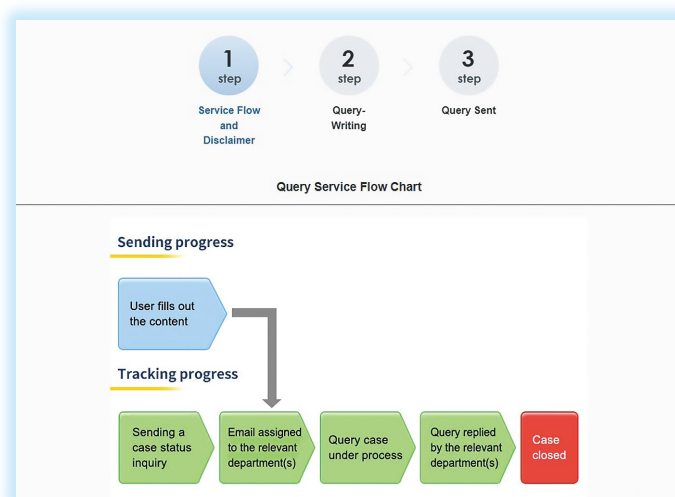 1
step
2
step
3
step
Service Flow
and
Disclaimer
Query-
Writing
Query Sent
Query Service Flow Chart
Sending progress
User fills out
the content
Tracking progress
Sending a
case status
inquiry
Email assigned
to the relevant
department(s)
Query case
under process
Query replied
by the relevant
department(s)
Case
closed